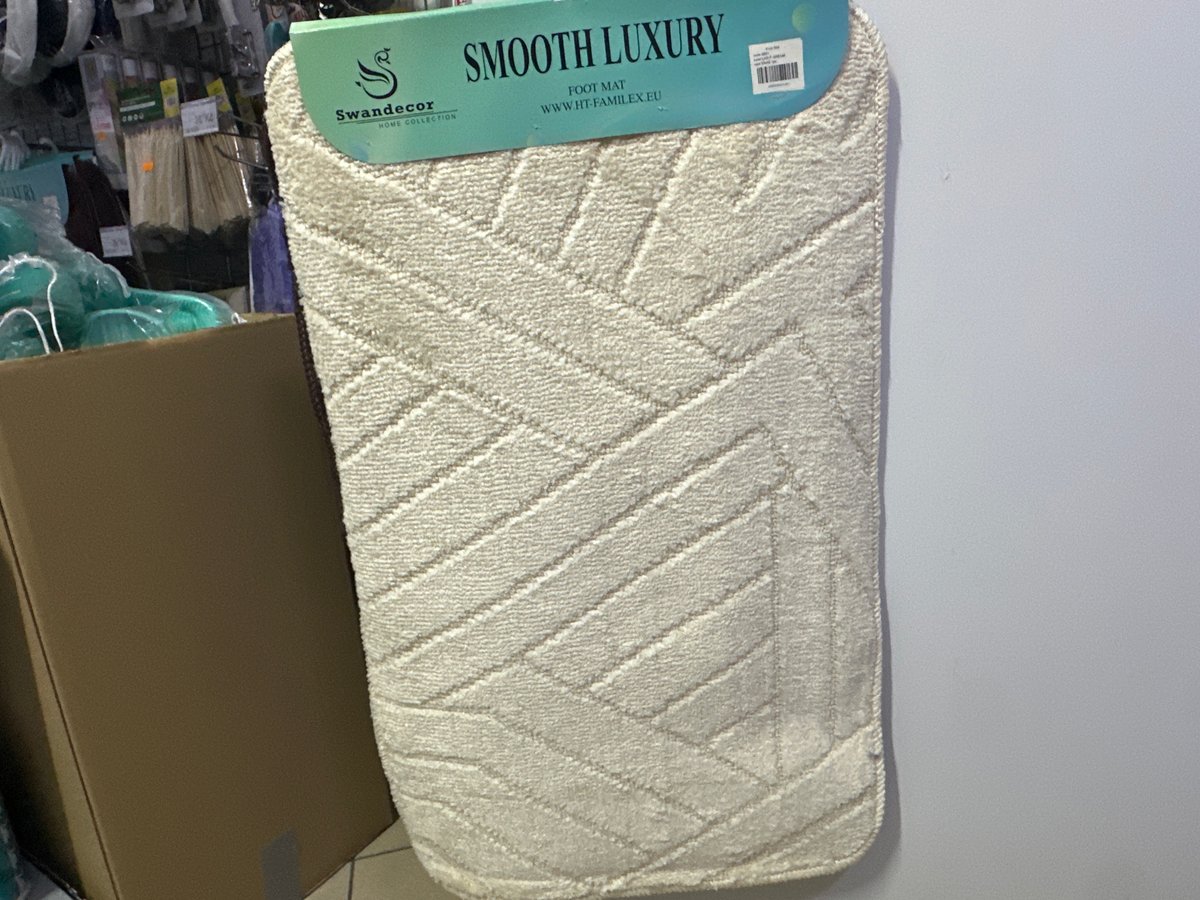 SMOOTH LUXURY
FOOT MAT
WWW.HT-FAMILEX.EU
Swandecor
HOME COLLECTION